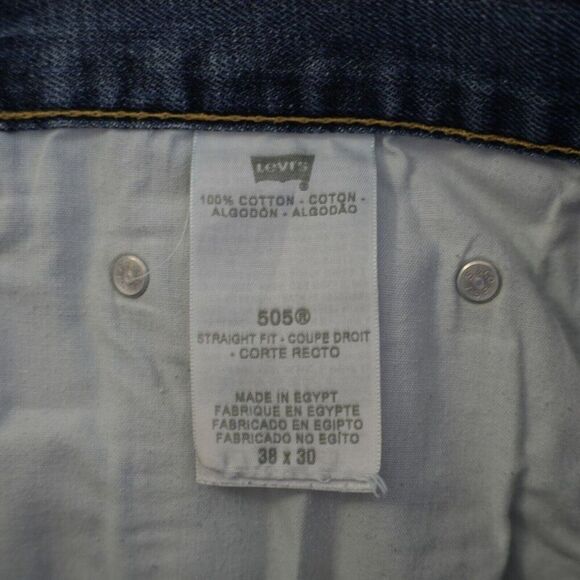 Levi's
®
100% COTTON - COTON -
ALGODÓN - ALGODÃO
505®
STRAIGHT FIT - COUPE DROIT
- CORTE RECTO
MADE IN EGYPT
FABRIQUE EN EGYPTE
FABRICADO EN EGIPTO
FABRICADO NO EGÍTO
38 x 30